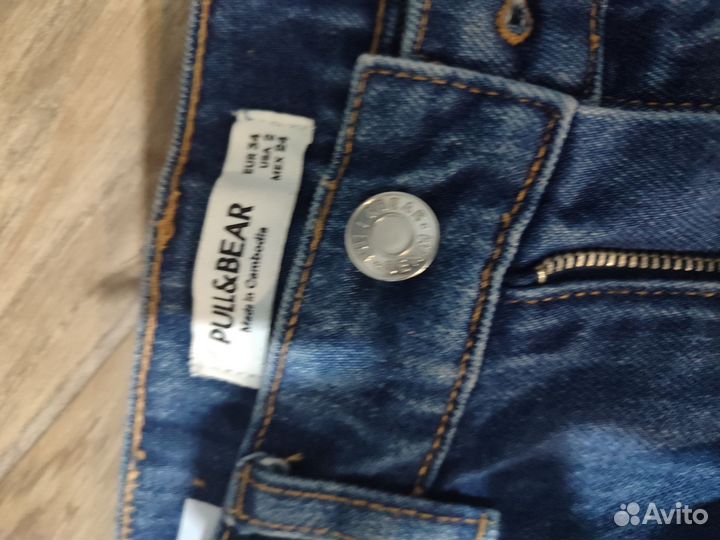 EUR 34
USA 2
MEX 24
PULL&BEAR
Made in Cambodia
Avito